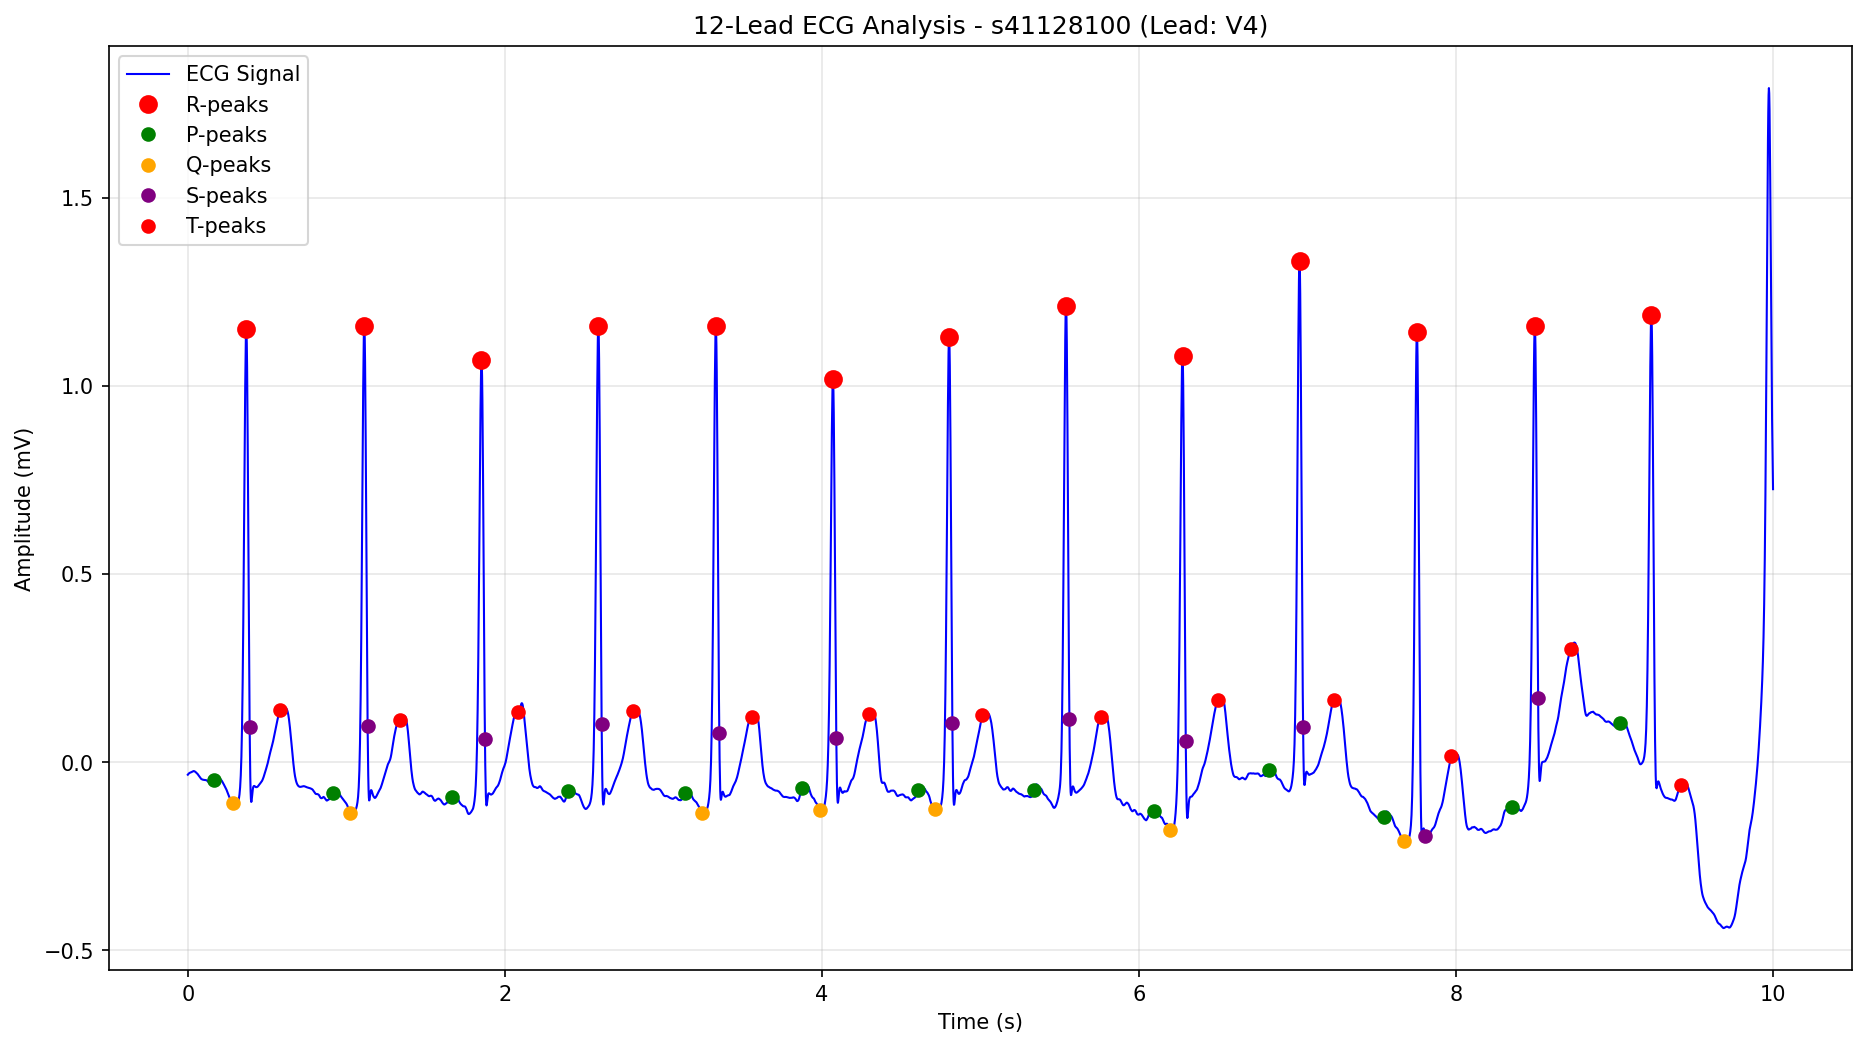 12-Lead ECG Analysis - s41128100 (Lead: V4)
ECG Signal
R-peaks
P-peaks
Q-peaks
S-peaks
T-peaks
Amplitude (mV)
1.5
1.0
0.5
0.0
−0.5
0 2 4 6 8 10
Time (s)